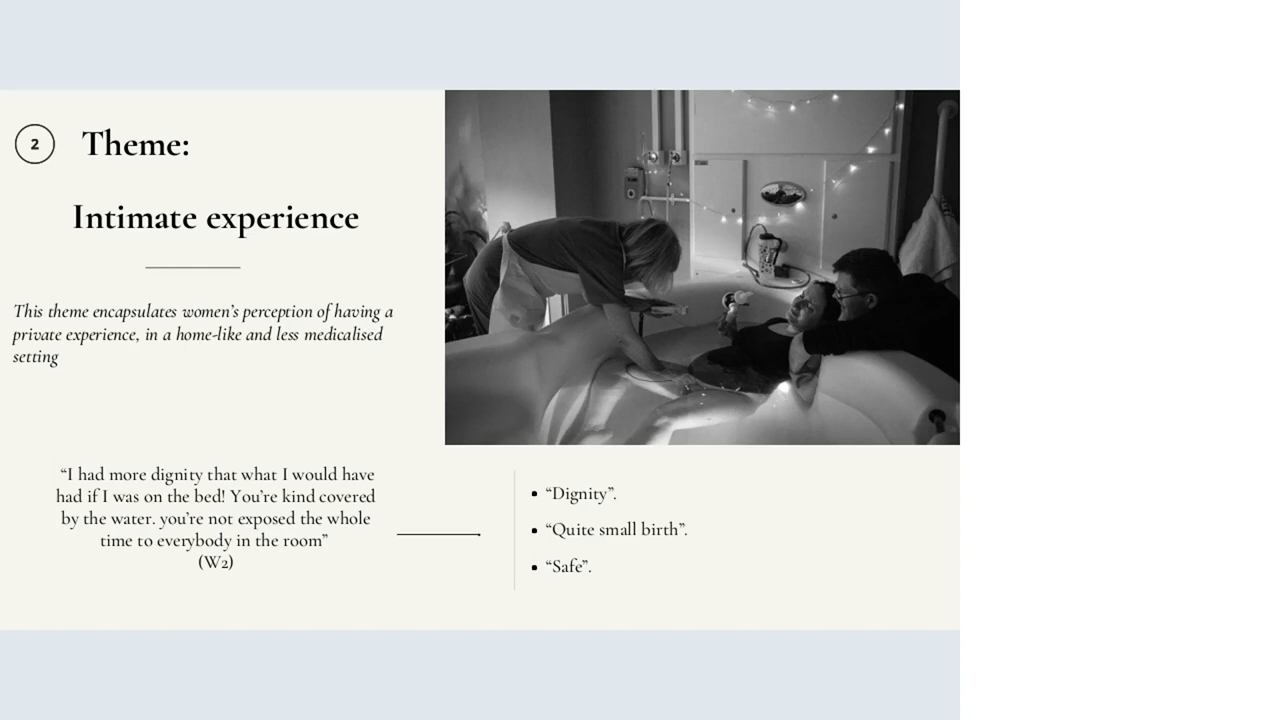 2
Theme:
Intimate experience
This theme encapsulates women's perception of having a
private experience, in a home-like and less medicalised
setting
“I had more dignity that what I would have
had if I was on the bed! You’re kind covered
by the water. you’re not exposed the whole
time to everybody in the room”
(W2)
• “Dignity”.
• “Quite small birth”.
• “Safe”.